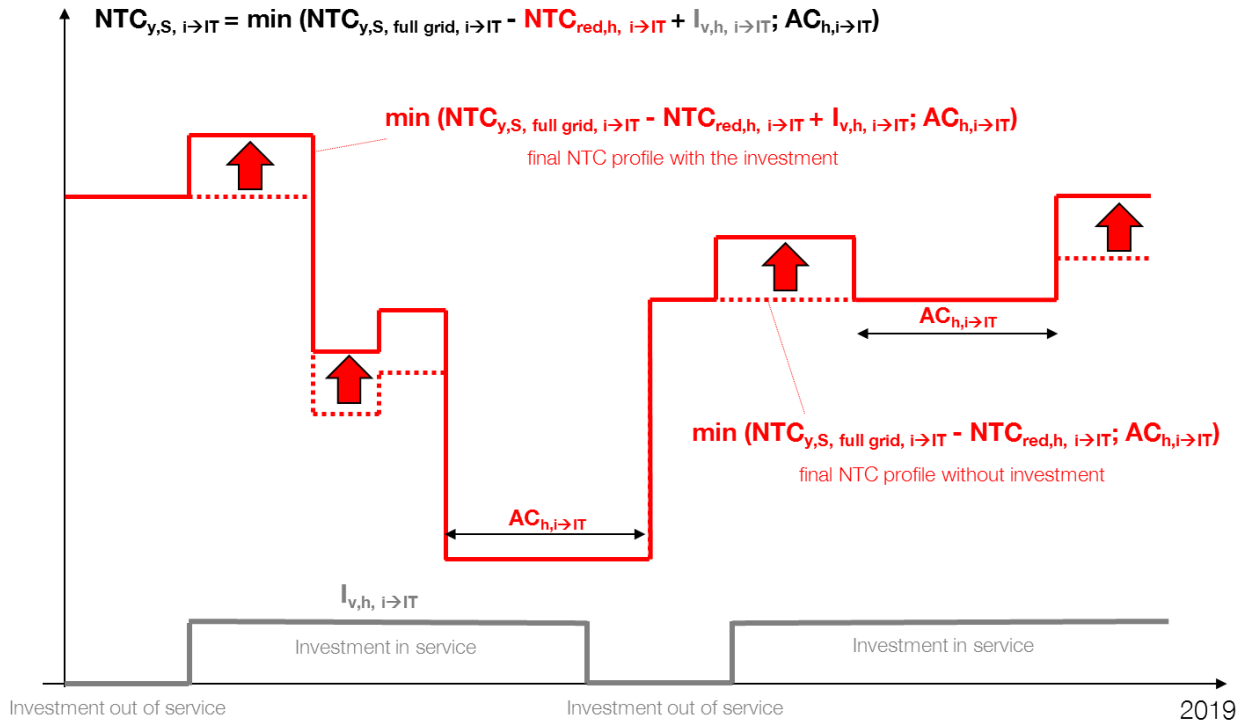 NTCy,S, i→IT = min (NTCy,S, full grid, i→IT - NTCred,h, i→IT + Iv,h, i→IT; ACh,i→IT)
min (NTCy,S, full grid, i→IT - NTCred,h, i→IT + Iv,h, i→IT; ACh,i→IT)
final NTC profile with the investment
ACh,i→IT
min (NTCy,S, full grid, i→IT - NTCred,h, i→IT; ACh,i→IT)
final NTC profile without investment
ACh,i→IT
Iv,h, i→IT
Investment in service
Investment in service
Investment out of service
Investment out of service
2019